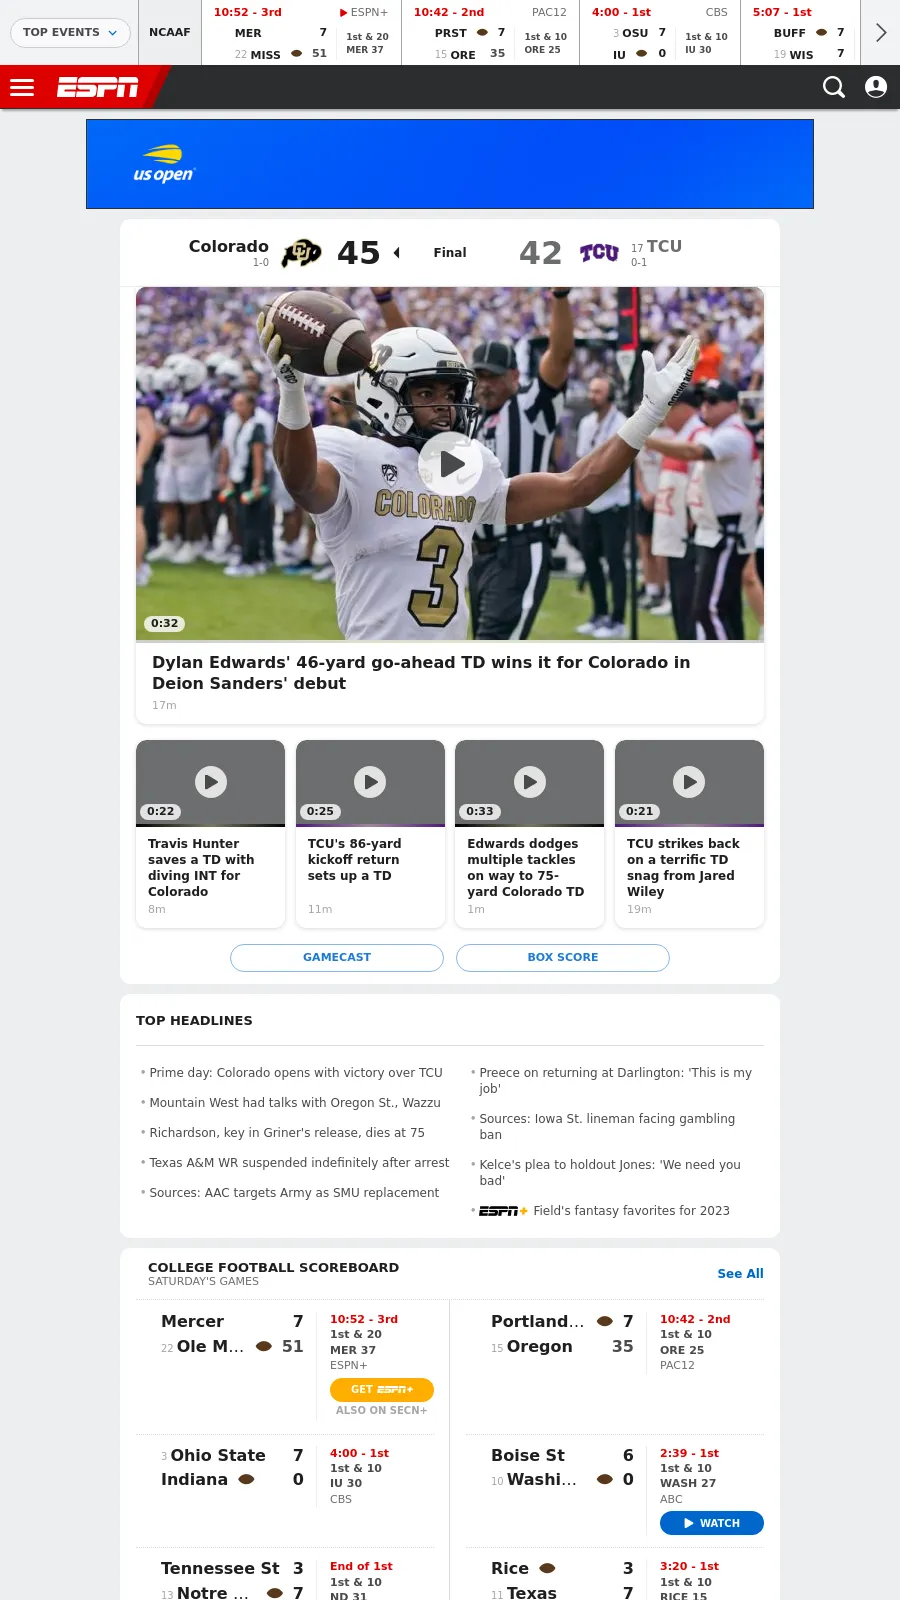 TOP EVENTS
NCAAF
10:52 - 3rd
ESPN+
MER
7
1st & 20
22 MISS
51
MER 37
10:42 - 2nd
PAC12
PRST
7
1st & 10
15 ORE
35
ORE 25
4:00 - 1st
CBS
3 OSU
7
1st & 10
IU
0
IU 30
5:07 - 1st
BUFF
7
19 WIS
7
ESPN
us open
Colorado
1-0
45
Final
42
TCU
17 TCU
0-1
COLORADO
3
0:32
Dylan Edwards' 46-yard go-ahead TD wins it for Colorado in
Deion Sanders' debut
17m
0:22
Travis Hunter
saves a TD with
diving INT for
Colorado
8m
0:25
TCU's 86-yard
kickoff return
sets up a TD
11m
0:33
Edwards dodges
multiple tackles
on way to 75-
yard Colorado TD
1m
0:21
TCU strikes back
on a terrific TD
snag from Jared
Wiley
19m
GAMECAST
BOX SCORE
TOP HEADLINES
Prime day: Colorado opens with victory over TCU
Mountain West had talks with Oregon St., Wazzu
Richardson, key in Griner's release, dies at 75
Texas A&M WR suspended indefinitely after arrest
Sources: AAC targets Army as SMU replacement
Preece on returning at Darlington: 'This is my
job'
Sources: Iowa St. lineman facing gambling
ban
Kelce's plea to holdout Jones: 'We need you
bad'
ESPN+ Field's fantasy favorites for 2023
COLLEGE FOOTBALL SCOREBOARD
SATURDAY'S GAMES
See All
Mercer
7
22 Ole M...
51
10:52 - 3rd
1st & 20
MER 37
ESPN+
GET ESPN+
ALSO ON SECN+
Portland...
7
15 Oregon
35
10:42 - 2nd
1st & 10
ORE 25
PAC12
3 Ohio State
7
Indiana
0
4:00 - 1st
1st & 10
IU 30
CBS
Boise St
6
10 Washi...
0
2:39 - 1st
1st & 10
WASH 27
ABC
WATCH
Tennessee St
3
13 Notre ...
7
End of 1st
1st & 10
ND 31
Rice
3
11 Texas
7
3:20 - 1st
1st & 10
RICE 15